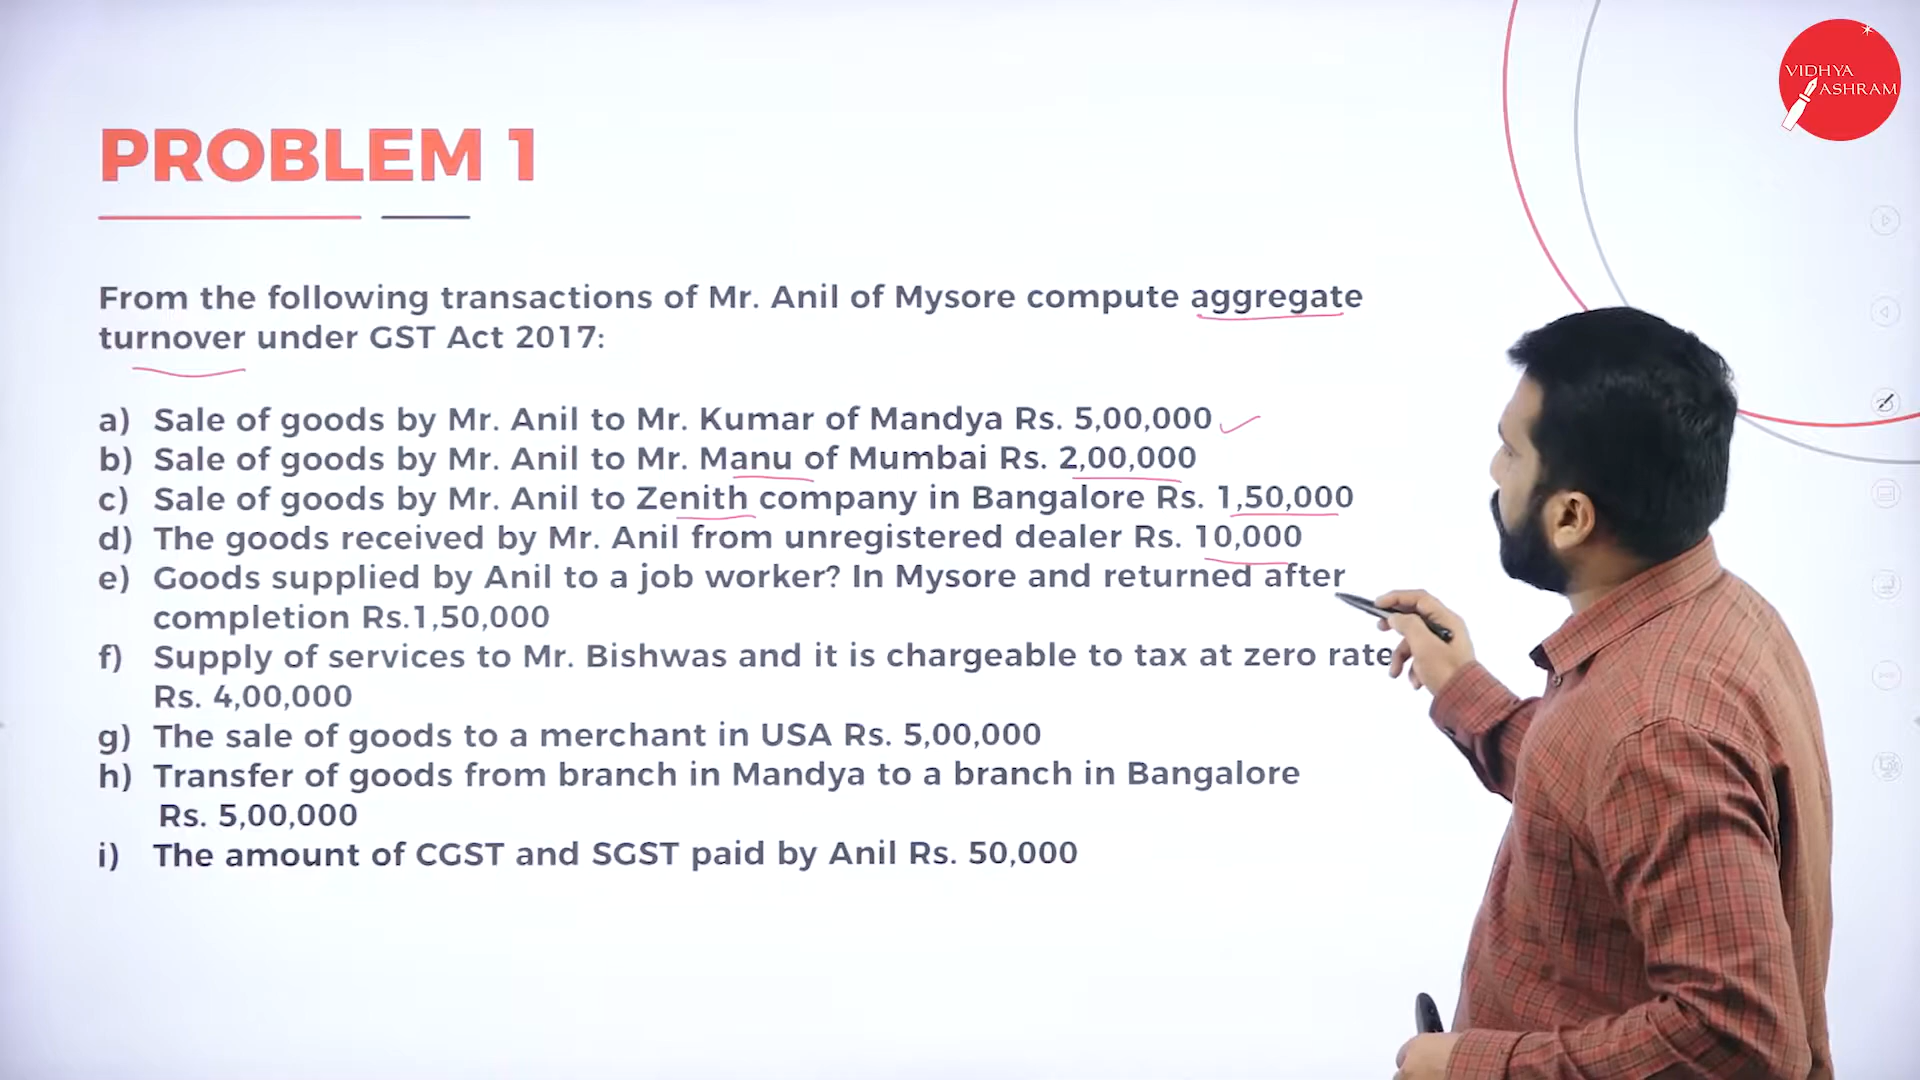 VIDHYA
ASHRAM
PROBLEM 1
From the following transactions of Mr. Anil of Mysore compute aggregate
turnover under GST Act 2017:
a) Sale of goods by Mr. Anil to Mr. Kumar of Mandya Rs. 5,00,000
b) Sale of goods by Mr. Anil to Mr. Manu of Mumbai Rs. 2,00,000
c) Sale of goods by Mr. Anil to Zenith company in Bangalore Rs. 1,50,000
d) The goods received by Mr. Anil from unregistered dealer Rs. 10,000
e) Goods supplied by Anil to a job worker? In Mysore and returned after
completion Rs.1,50,000
f) Supply of services to Mr. Bishwas and it is chargeable to tax at zero rate
Rs. 4,00,000
g) The sale of goods to a merchant in USA Rs. 5,00,000
h) Transfer of goods from branch in Mandya to a branch in Bangalore
Rs. 5,00,000
i) The amount of CGST and SGST paid by Anil Rs. 50,000